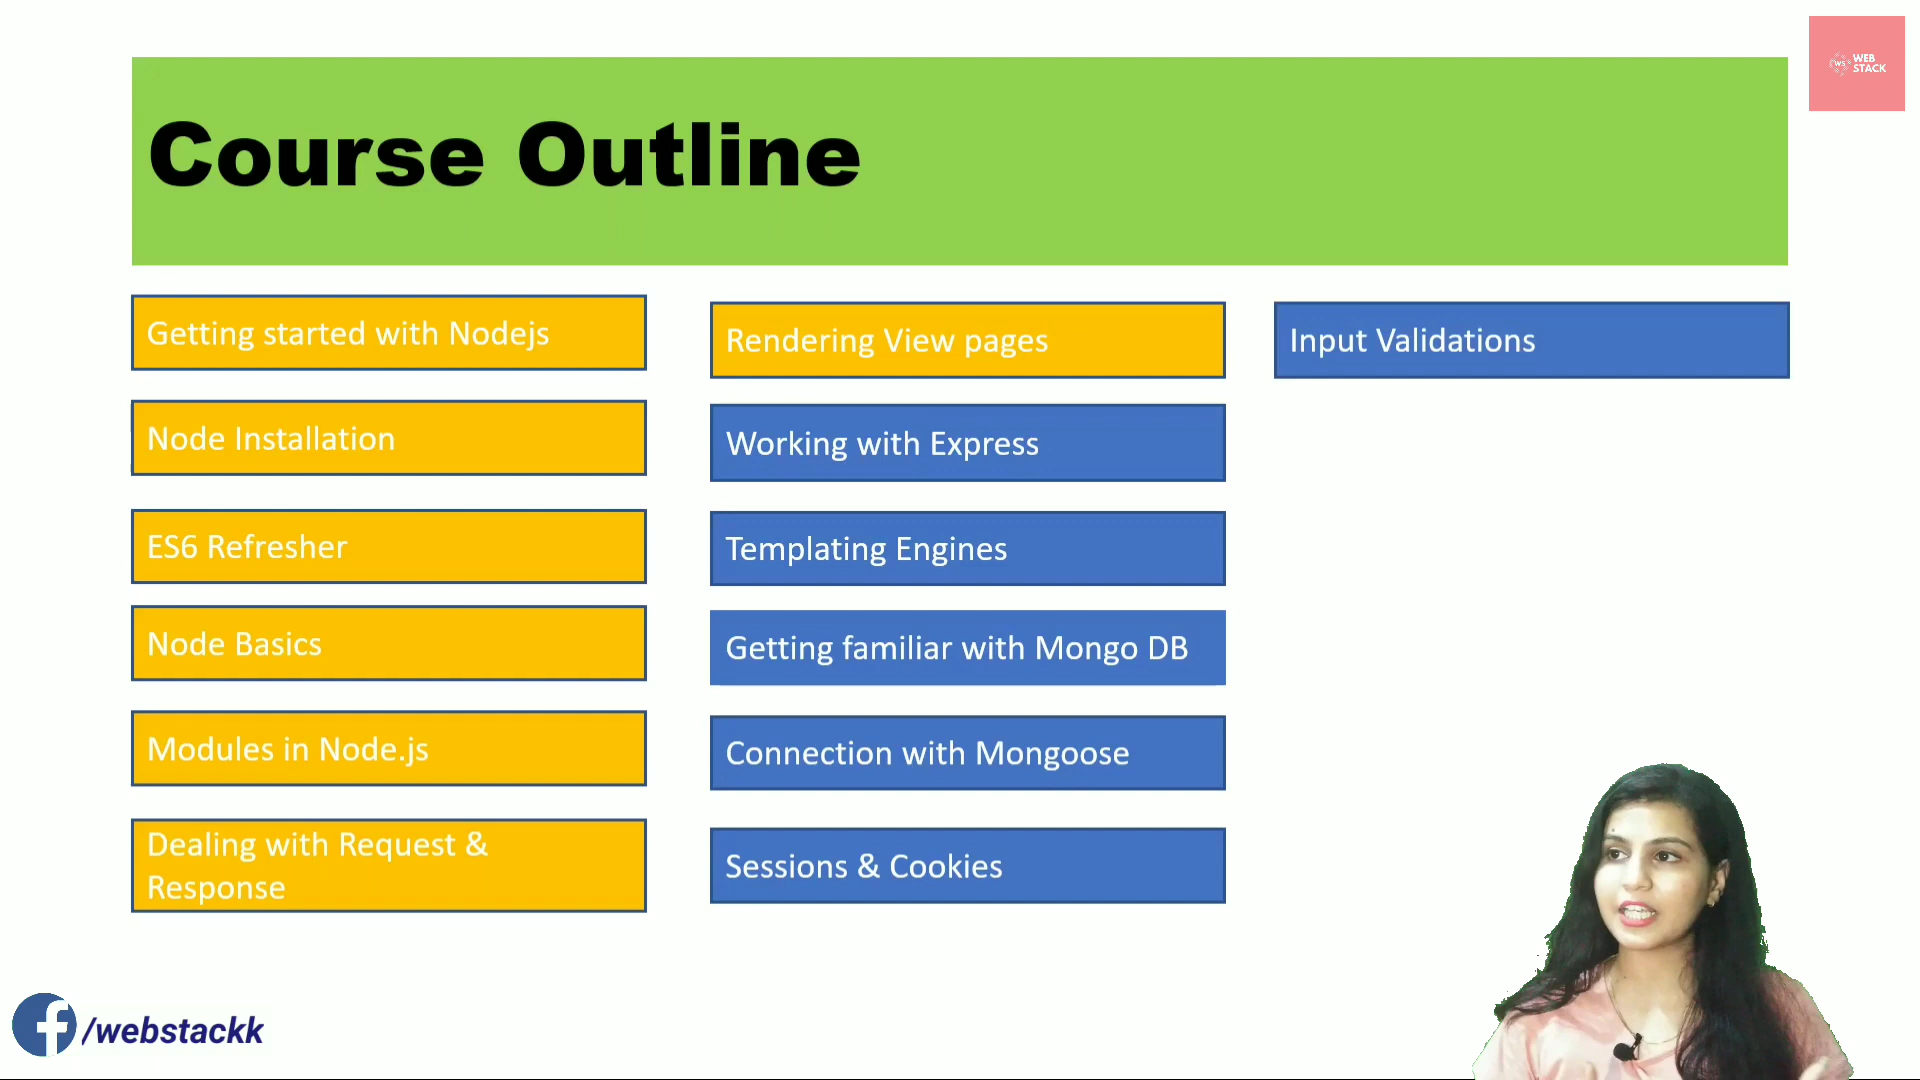 WS
WEB
STACK
Course Outline
Getting started with Nodejs
Node Installation
ES6 Refresher
Node Basics
Modules in Node.js
Dealing with Request &
Response
Rendering View pages
Working with Express
Templating Engines
Getting familiar with Mongo DB
Connection with Mongoose
Sessions & Cookies
Input Validations
/webstackk